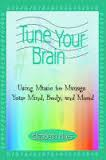 Tune Your
Brain
Using Music to Manage
Your Mind, Body, and Mood